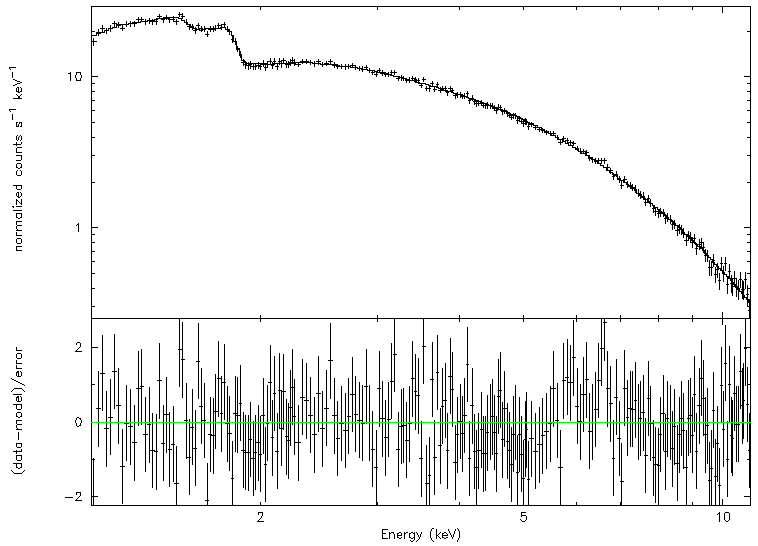 10
1
normalized counts s⁻¹ keV⁻¹
2
0
−2
(data−model)/error
2
5
10
Energy (keV)